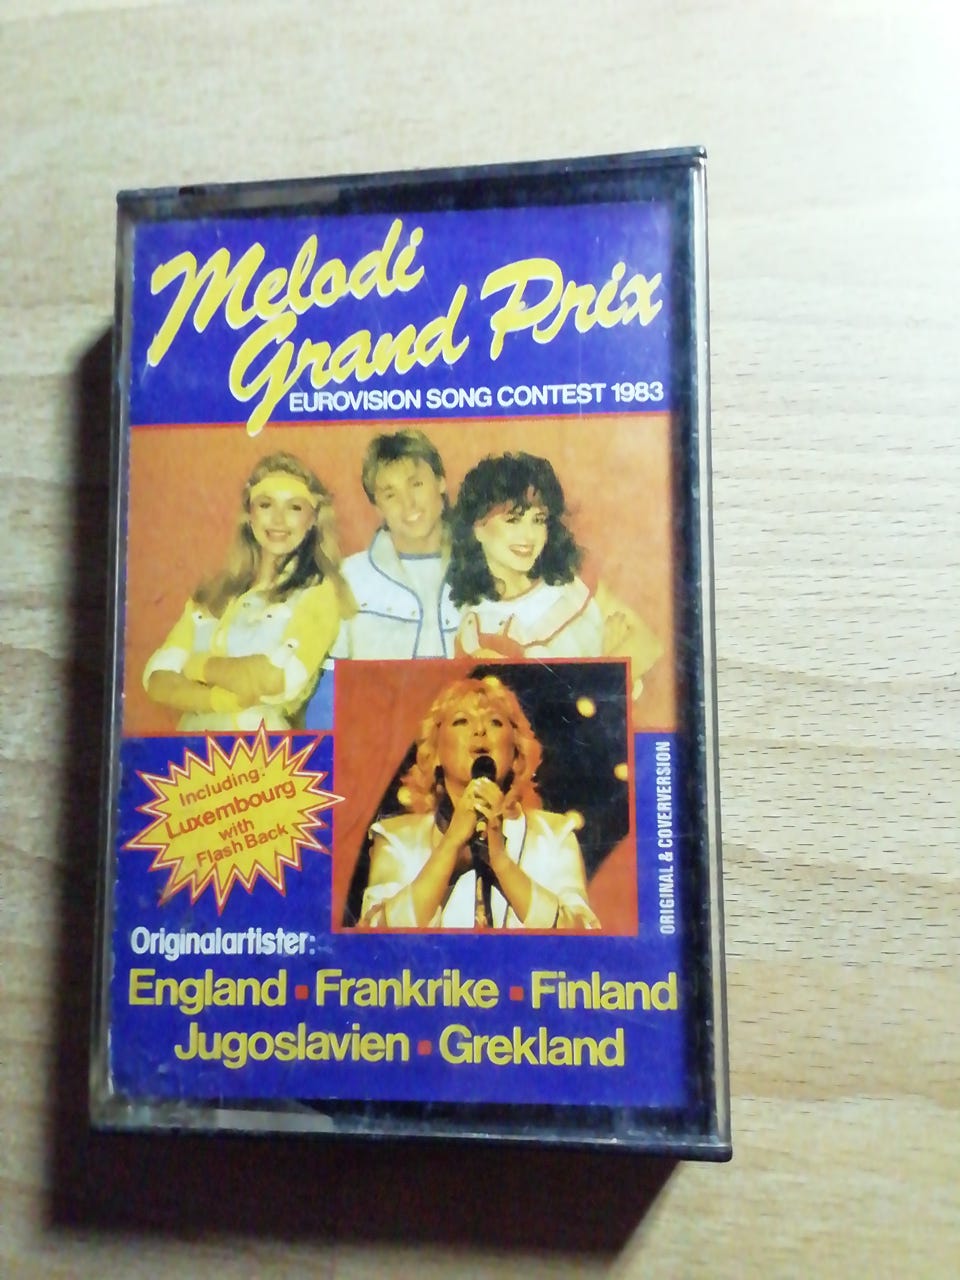 Melodi
Grand Prix
EUROVISION SONG CONTEST 1983
Including:
Luxembourg
with
Flash Back
ORIGINAL & COVERVERSION
Originalartister:
England ▪ Frankrike ▪ Finland
Jugoslavien ▪ Grekland